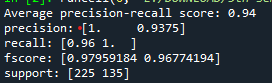 Average precision-recall score: 0.94
precision: [1.     0.9375]
recall: [0.96 1.  ]
fscore: [0.97959184 0.96774194]
support: [225 135]